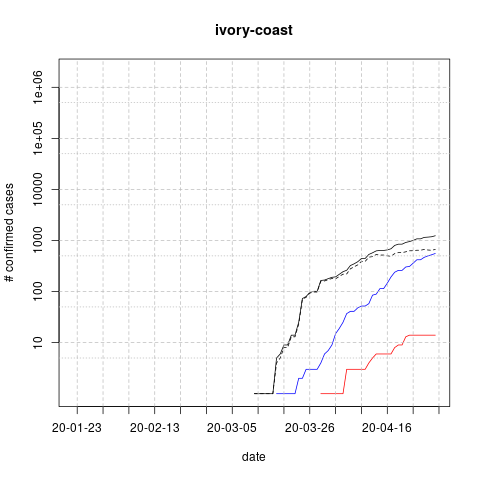 ivory-coast
# confirmed cases
1e+06
1e+05
10000
1000
100
10
20-01-23
20-02-13
20-03-05
20-03-26
20-04-16
date